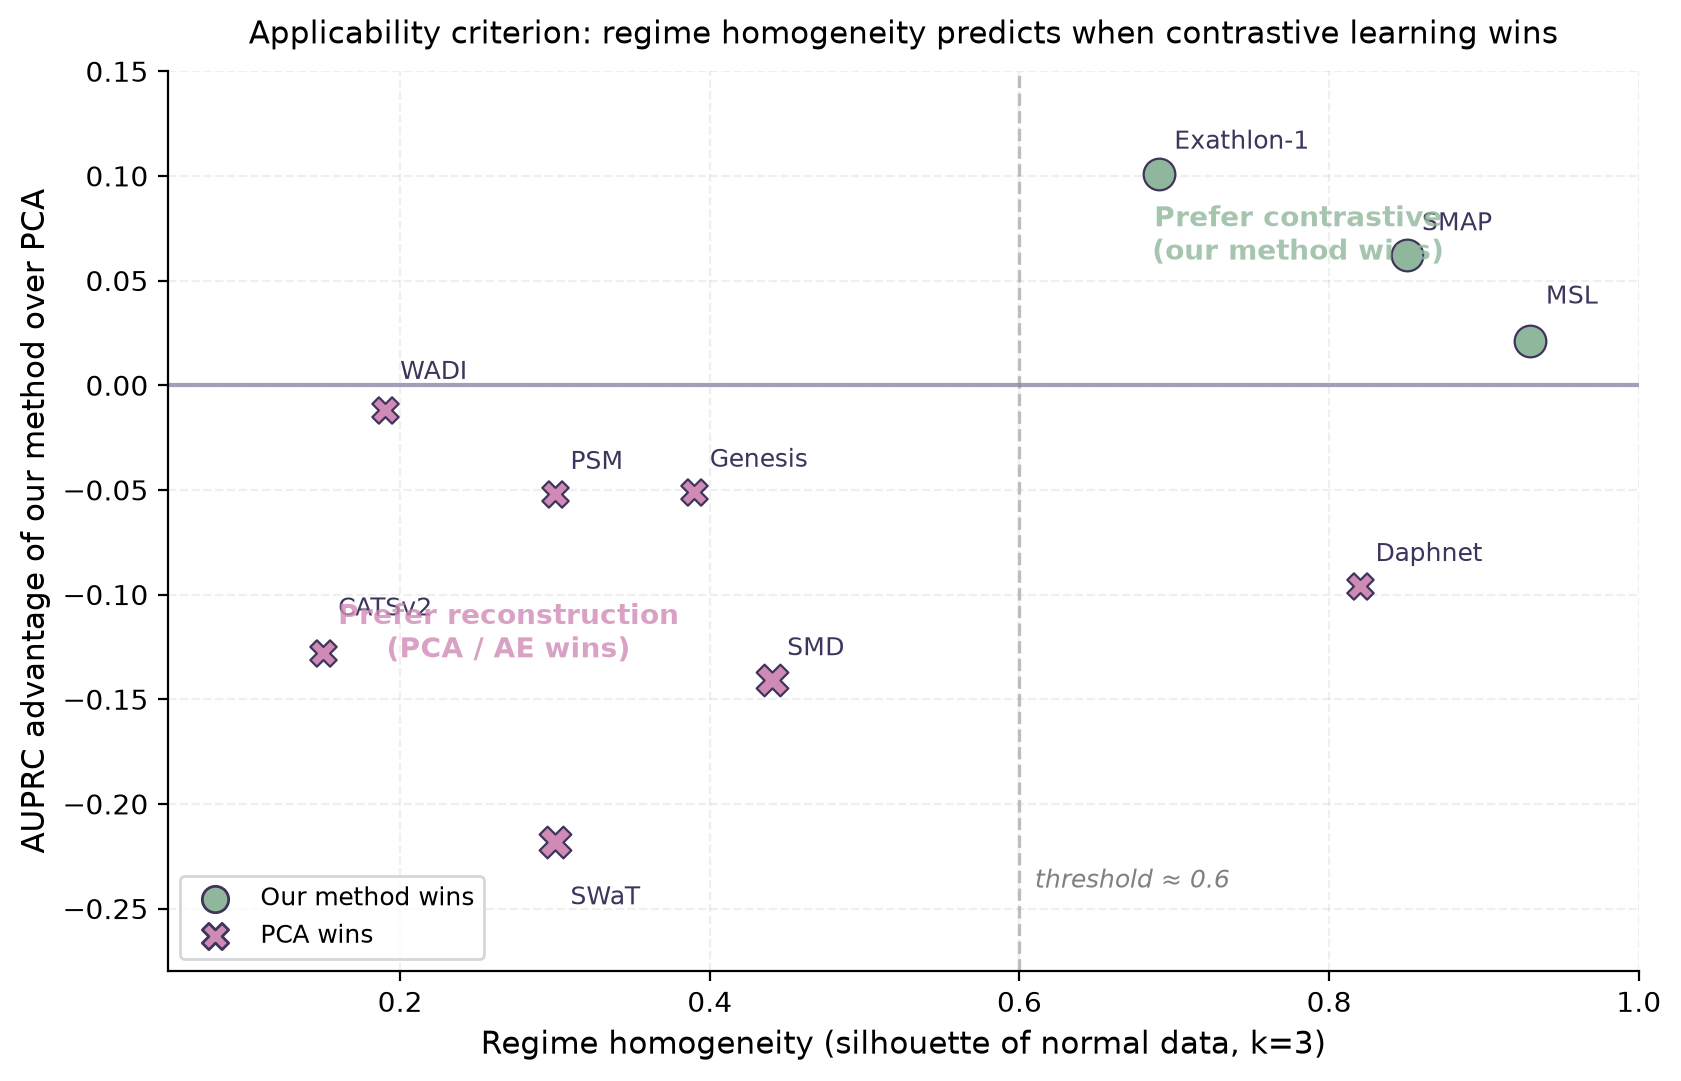 Applicability criterion: regime homogeneity predicts when contrastive learning wins
AUPRC advantage of our method over PCA
0.15
0.10
0.05
0.00
−0.05
−0.10
−0.15
−0.20
−0.25
Exathlon-1
Prefer contrastive
(our method wins)
SMAP
MSL
WADI
PSM
Genesis
Daphnet
CATSv2
Prefer reconstruction
(PCA / AE wins)
SMD
SWaT
threshold ≈ 0.6
Our method wins
PCA wins
0.2
0.4
0.6
0.8
1.0
Regime homogeneity (silhouette of normal data, k=3)